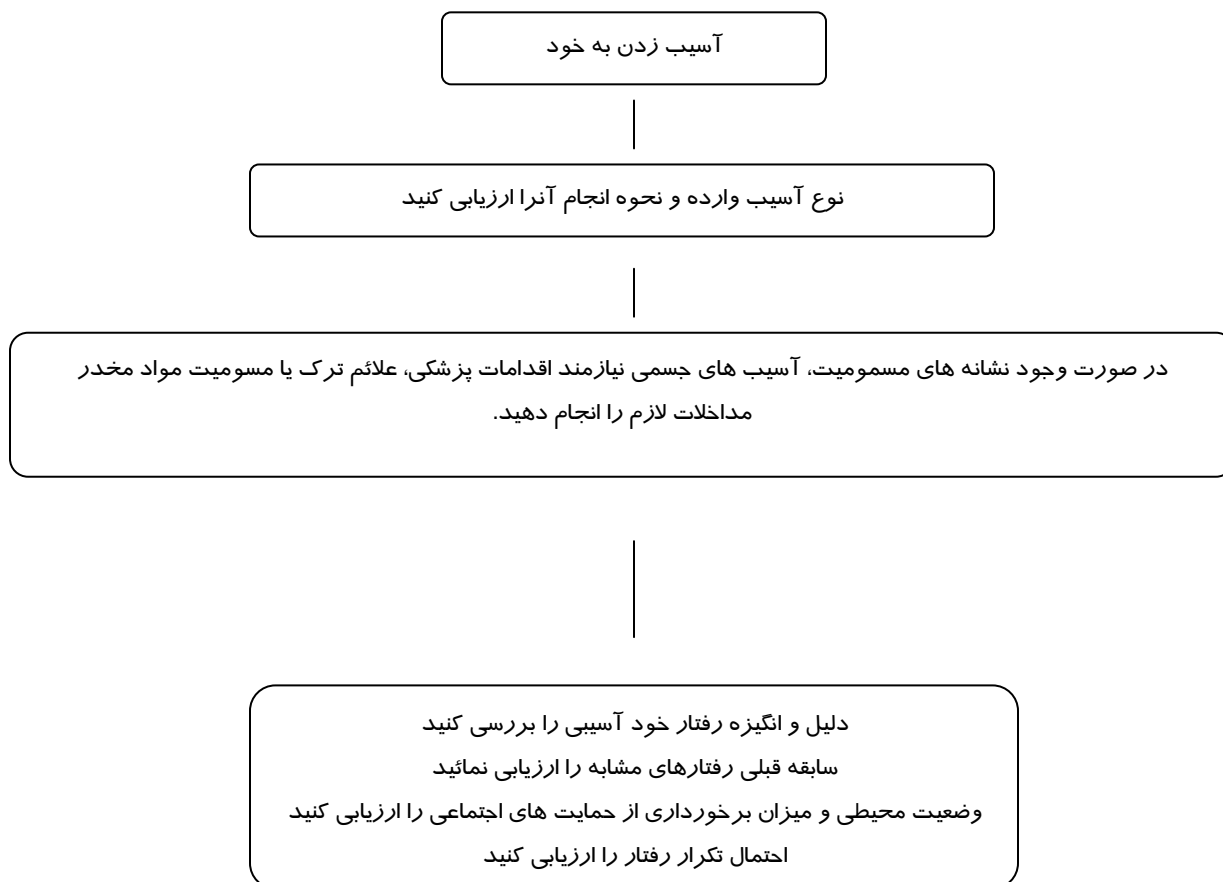 آسیب زدن به خود
نوع آسیب وارده و نحوه انجام آنرا ارزیابی کنید
در صورت وجود نشانه های مسمومیت، آسیب های جسمی نیازمند اقدامات پزشکی، علائم ترک یا مسومیت مواد مخدر
مداخلات لازم را انجام دهید.
دلیل و انگیزه رفتار خود آسیبی را بررسی کنید
سابقه قبلی رفتارهای مشابه را ارزیابی نمائید
وضعیت محیطی و میزان برخورداری از حمایت های اجتماعی را ارزیابی کنید
احتمال تکرار رفتار را ارزیابی کنید